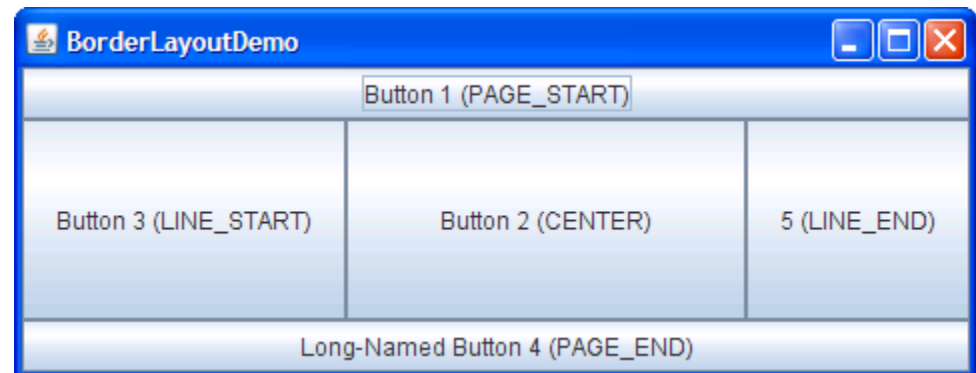 BorderLayoutDemo
Button 1 (PAGE_START)
Button 3 (LINE_START)
Button 2 (CENTER)
5 (LINE_END)
Long-Named Button 4 (PAGE_END)